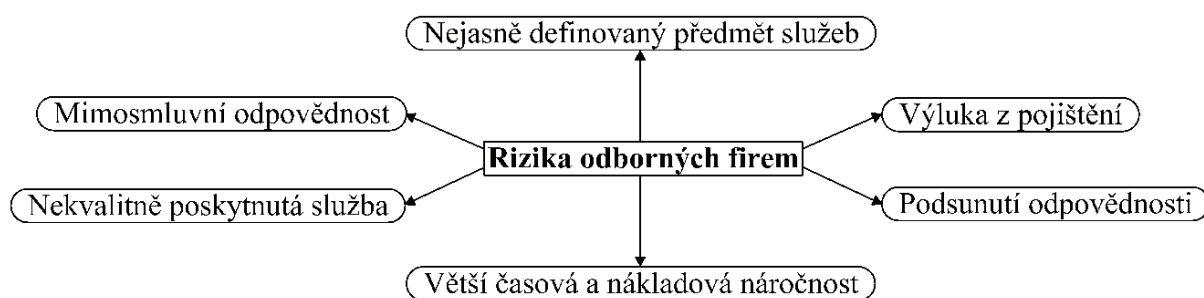 Nejasně definovaný předmět služeb
Mimosmluvní odpovědnost
Výluka z pojištění
Rizika odborných firem
Nekvalitně poskytnutá služba
Podsunutí odpovědnosti
Větší časová a nákladová náročnost